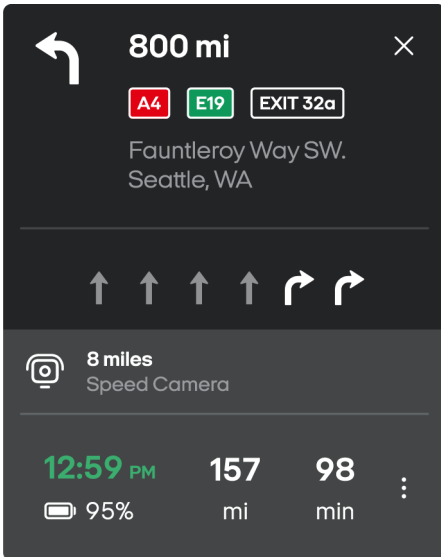 800 mi
A4 E19 EXIT 32a
Fauntleroy Way SW.
Seattle, WA
8 miles
Speed Camera
12:59 PM 157 98
95% mi min